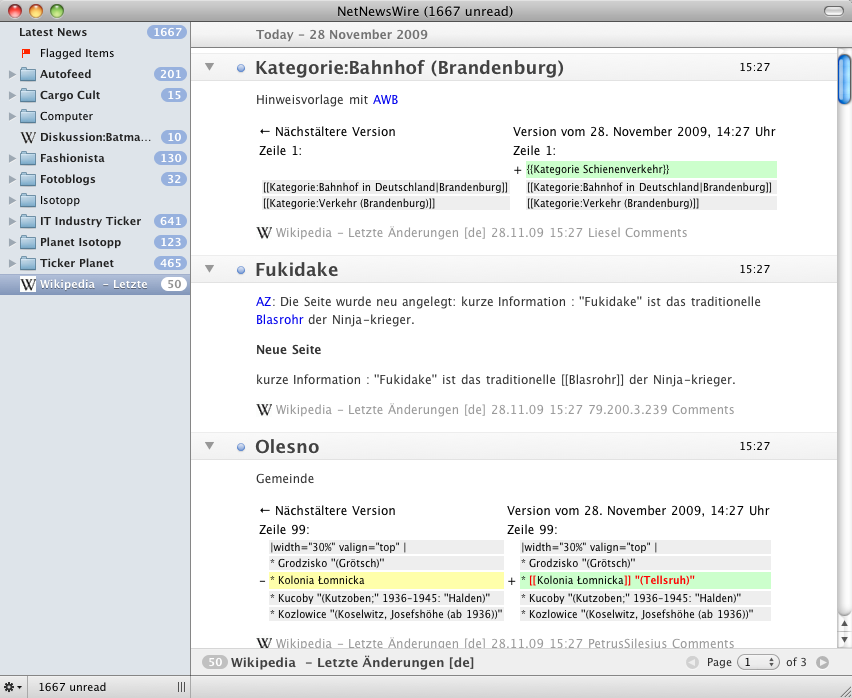 NetNewsWire (1667 unread)
Latest News 1667
Flagged Items
Autofeed 201
Cargo Cult 15
Computer
W Diskussion:Batma... 10
Fashionista 130
Fotoblogs 32
Isotopp
IT Industry Ticker 641
Planet Isotopp 123
Ticker Planet 465
W Wikipedia – Letzte 50
1667 unread
Today – 28 November 2009
Kategorie:Bahnhof (Brandenburg) 15:27
Hinweisvorlage mit AWB
← Nächstältere Version Version vom 28. November 2009, 14:27 Uhr
Zeile 1: Zeile 1:
+ {{Kategorie Schienenverkehr}}
[[Kategorie:Bahnhof in Deutschland|Brandenburg]] [[Kategorie:Bahnhof in Deutschland|Brandenburg]]
[[Kategorie:Verkehr (Brandenburg)]] [[Kategorie:Verkehr (Brandenburg)]]
W Wikipedia – Letzte Änderungen [de] 28.11.09 15:27 Liesel Comments
Fukidake 15:27
AZ: Die Seite wurde neu angelegt: kurze Information : "Fukidake" ist das traditionelle
Blasrohr der Ninja-krieger.
Neue Seite
kurze Information : "Fukidake" ist das traditionelle [[Blasrohr]] der Ninja-krieger.
W Wikipedia – Letzte Änderungen [de] 28.11.09 15:27 79.200.3.239 Comments
Olesno 15:27
Gemeinde
← Nächstältere Version Version vom 28. November 2009, 14:27 Uhr
Zeile 99: Zeile 99:
|width="30%" valign="top" | |width="30%" valign="top" |
* Grodzisko ''(Grötsch)'' * Grodzisko ''(Grötsch)''
– * Kolonia Łomnicka + * [[Kolonia Łomnicka]] ''(Tellsruh)''
* Kucoby ''(Kutzoben;'' 1936-1945: ''Halden)'' * Kucoby ''(Kutzoben;'' 1936-1945: ''Halden)''
* Kozlowice ''(Koselwitz, Josefshöhe (ab 1936))'' * Kozlowice ''(Koselwitz, Josefshöhe (ab 1936))''
W Wikipedia – Letzte Änderungen [de] 28.11.09 15:27 PetrusSilesius Comments
50 Wikipedia – Letzte Änderungen [de] Page 1 of 3